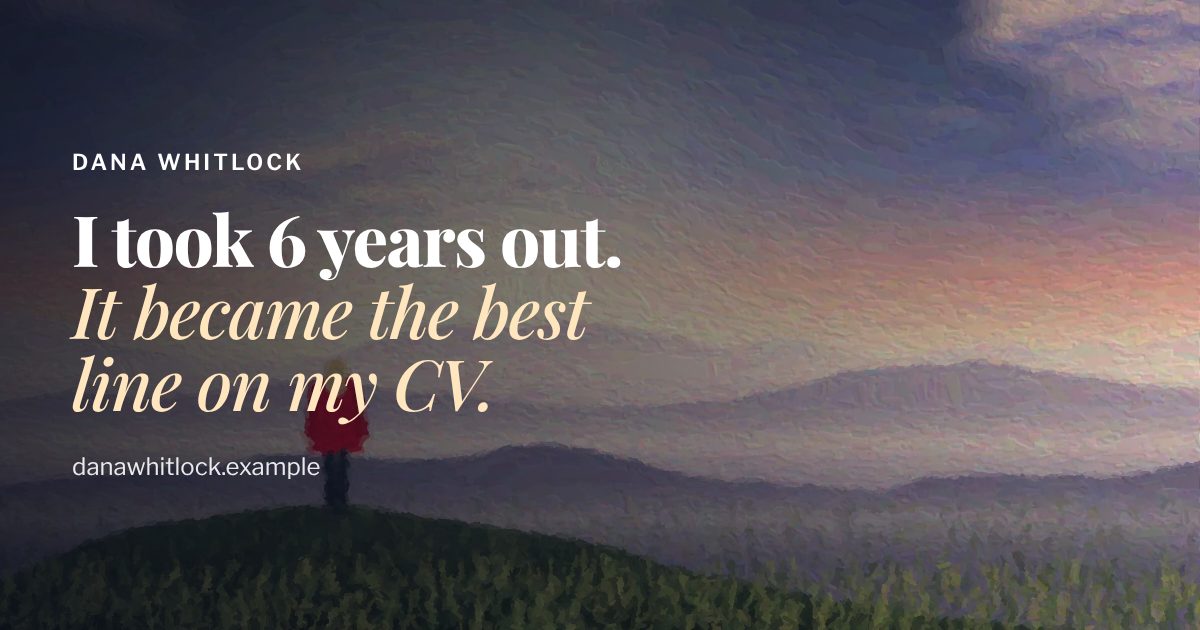 DANA WHITLOCK
I took 6 years out.
It became the best
line on my CV.
danawhitlock.example